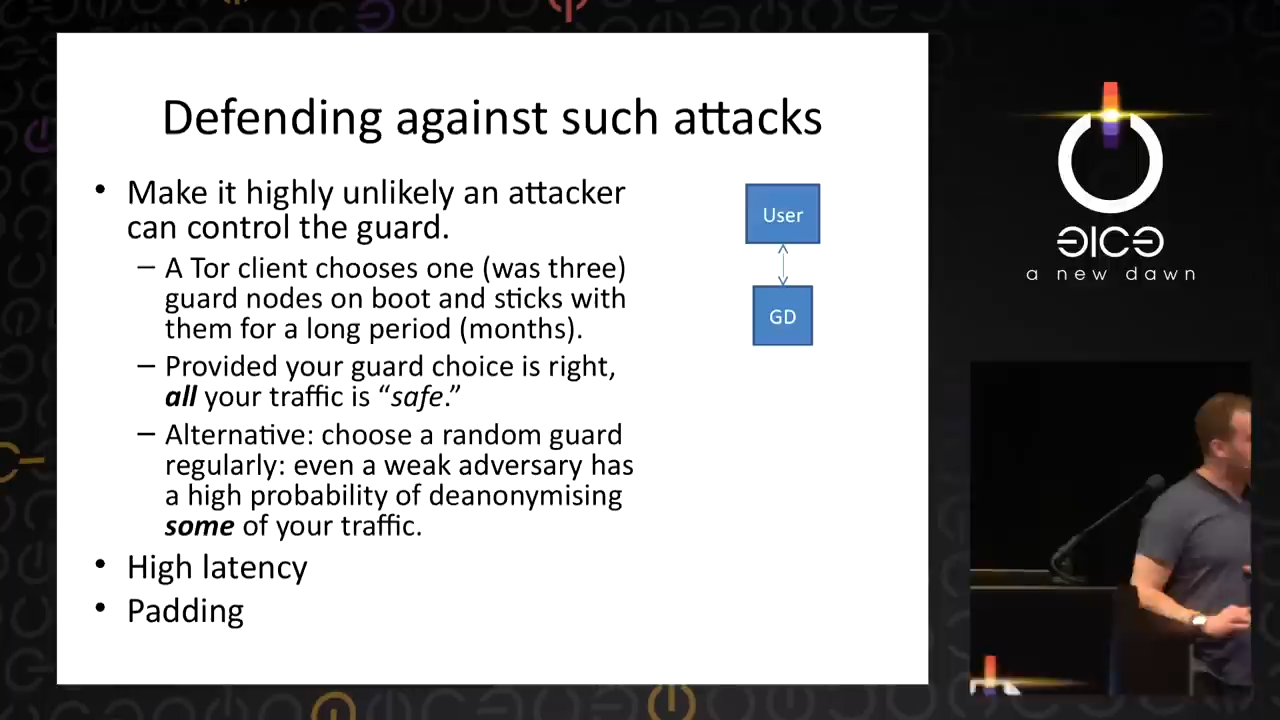 Defending against such attacks
• Make it highly unlikely an attacker
can control the guard.
– A Tor client chooses one (was three)
guard nodes on boot and sticks with
them for a long period (months).
– Provided your guard choice is right,
all your traffic is “safe.”
– Alternative: choose a random guard
regularly: even a weak adversary has
a high probability of deanonymising
some of your traffic.
• High latency
• Padding
User
GD
31C3
a new dawn